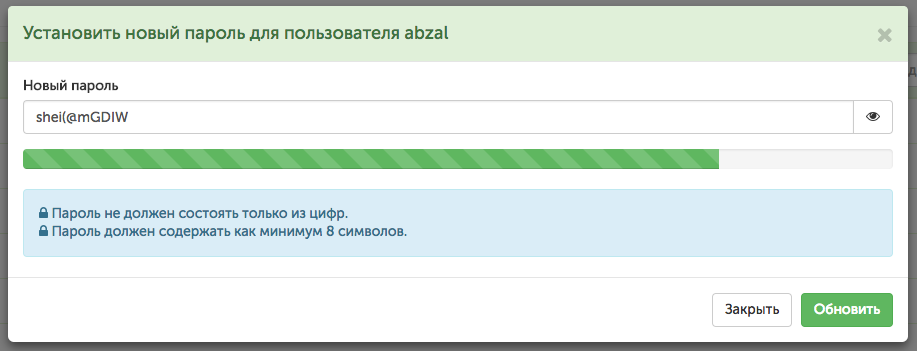 Установить новый пароль для пользователя abzal
Новый пароль
shei(@mGDIW
Пароль не должен состоять только из цифр.
Пароль должен содержать как минимум 8 символов.
Закрыть
Обновить